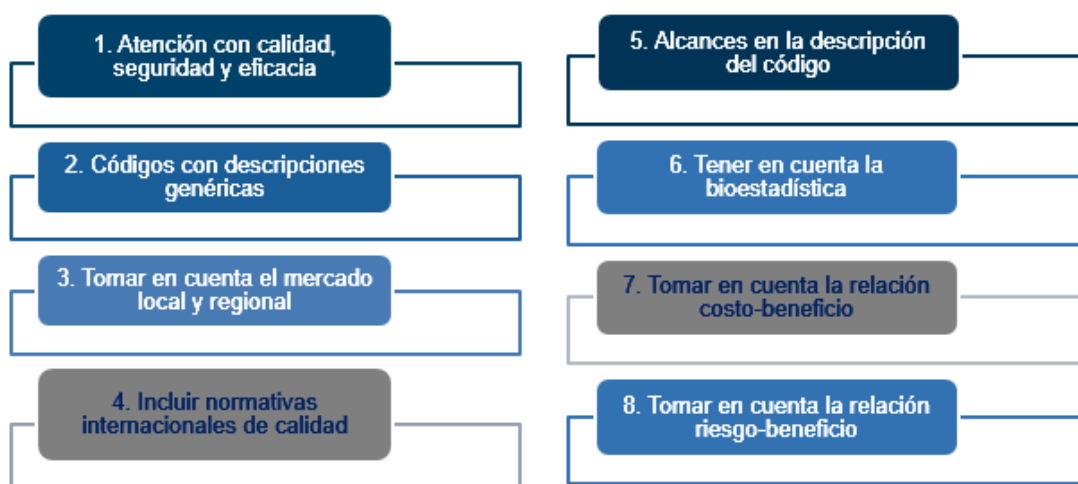 1. Atención con calidad,
seguridad y eficacia
2. Códigos con descripciones
genéricas
3. Tomar en cuenta el mercado
local y regional
4. Incluir normativas
internacionales de calidad
5. Alcances en la descripción
del código
6. Tener en cuenta la
bioestadística
7. Tomar en cuenta la relación
costo-beneficio
8. Tomar en cuenta la relación
riesgo-beneficio